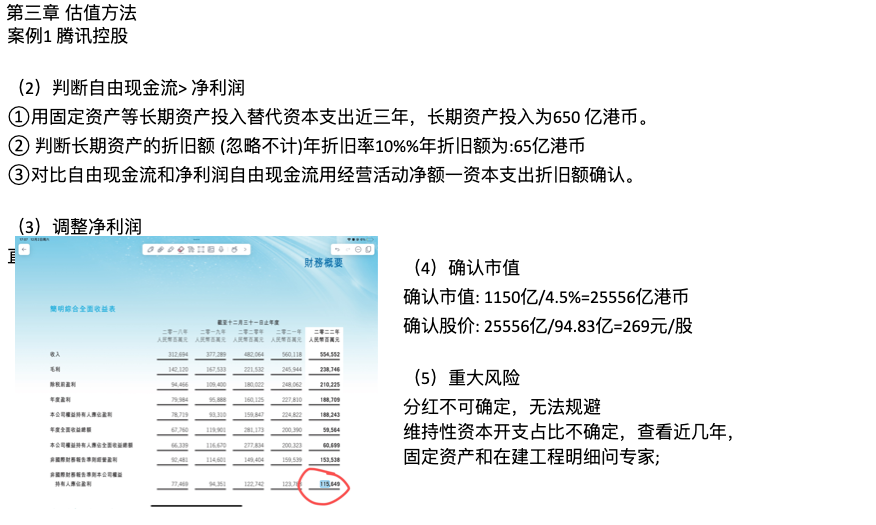 第三章 估值方法
案例1 腾讯控股
（2）判断自由现金流> 净利润
①用固定资产等长期资产投入替代资本支出近三年，长期资产投入为650 亿港币。
② 判断长期资产的折旧额 (忽略不计)年折旧率10%%年折旧额为:65亿港币
③对比自由现金流和净利润自由现金流用经营活动净额一资本支出折旧额确认。
（3）调整净利润
財務概要
簡明綜合全面收益表
截至十二月三十一日止年度
二零一八年 二零一九年 二零二零年 二零二一年 二零二二年
人民幣百萬元 人民幣百萬元 人民幣百萬元 人民幣百萬元 人民幣百萬元
收入 312,694 377,289 482,064 560,118 554,552
毛利 142,120 167,533 221,532 245,944 238,746
除稅前盈利 94,466 109,400 180,022 248,062 210,225
年度盈利 79,984 95,888 160,125 227,810 188,709
本公司權益持有人應佔盈利 78,719 93,310 159,847 224,822 188,243
年度全面收益總額 67,760 119,901 281,173 200,390 59,564
本公司權益持有人應佔全面收益總額 66,339 116,670 277,834 200,323 60,699
非國際財務報告準則經營盈利 92,481 114,601 149,404 159,539 153,538
非國際財務報告準則本公司權益
持有人應佔盈利 77,469 94,351 122,742 115,649
（4）确认市值
确认市值: 1150亿/4.5%=25556亿港币
确认股价: 25556亿/94.83亿=269元/股
（5）重大风险
分红不可确定，无法规避
维持性资本开支占比不确定，查看近几年，
固定资产和在建工程明细问专家;